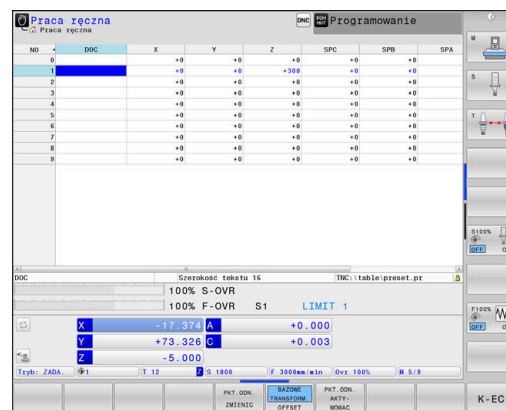 Praca ręczna DNC Programowanie
Praca ręczna
NO DOC X Y Z SPC SPB SPA
0 +0 +0 +0 +0 +0
1 +0 +0 +300 +0 +0
2 +0 +0 +0 +0 +0
3 +0 +0 +0 +0 +0
4 +0 +0 +0 +0 +0
5 +0 +0 +0 +0 +0
6 +0 +0 +0 +0 +0
7 +0 +0 +0 +0 +0
8 +0 +0 +0 +0 +0
9 +0 +0 +0 +0 +0
DOC Szerokość tekstu 16 TNC:\table\preset.pr
100% S-OVR
100% F-OVR S1 LIMIT 1
X -17.374 A +0.000
Y +73.326 C +0.003
Z -5.000
Tryb: ZADA. 1 T 12 Z S 1800 F 3000mm/min Ovr 100% M 5/9
PKT.ODN. ZMIENIC
BAZOWE TRANSFORM. OFFSET
PKT.ODN. AKTY- WOWAC
K-EC
M
S
T
S100%
OFF
F100%
OFF